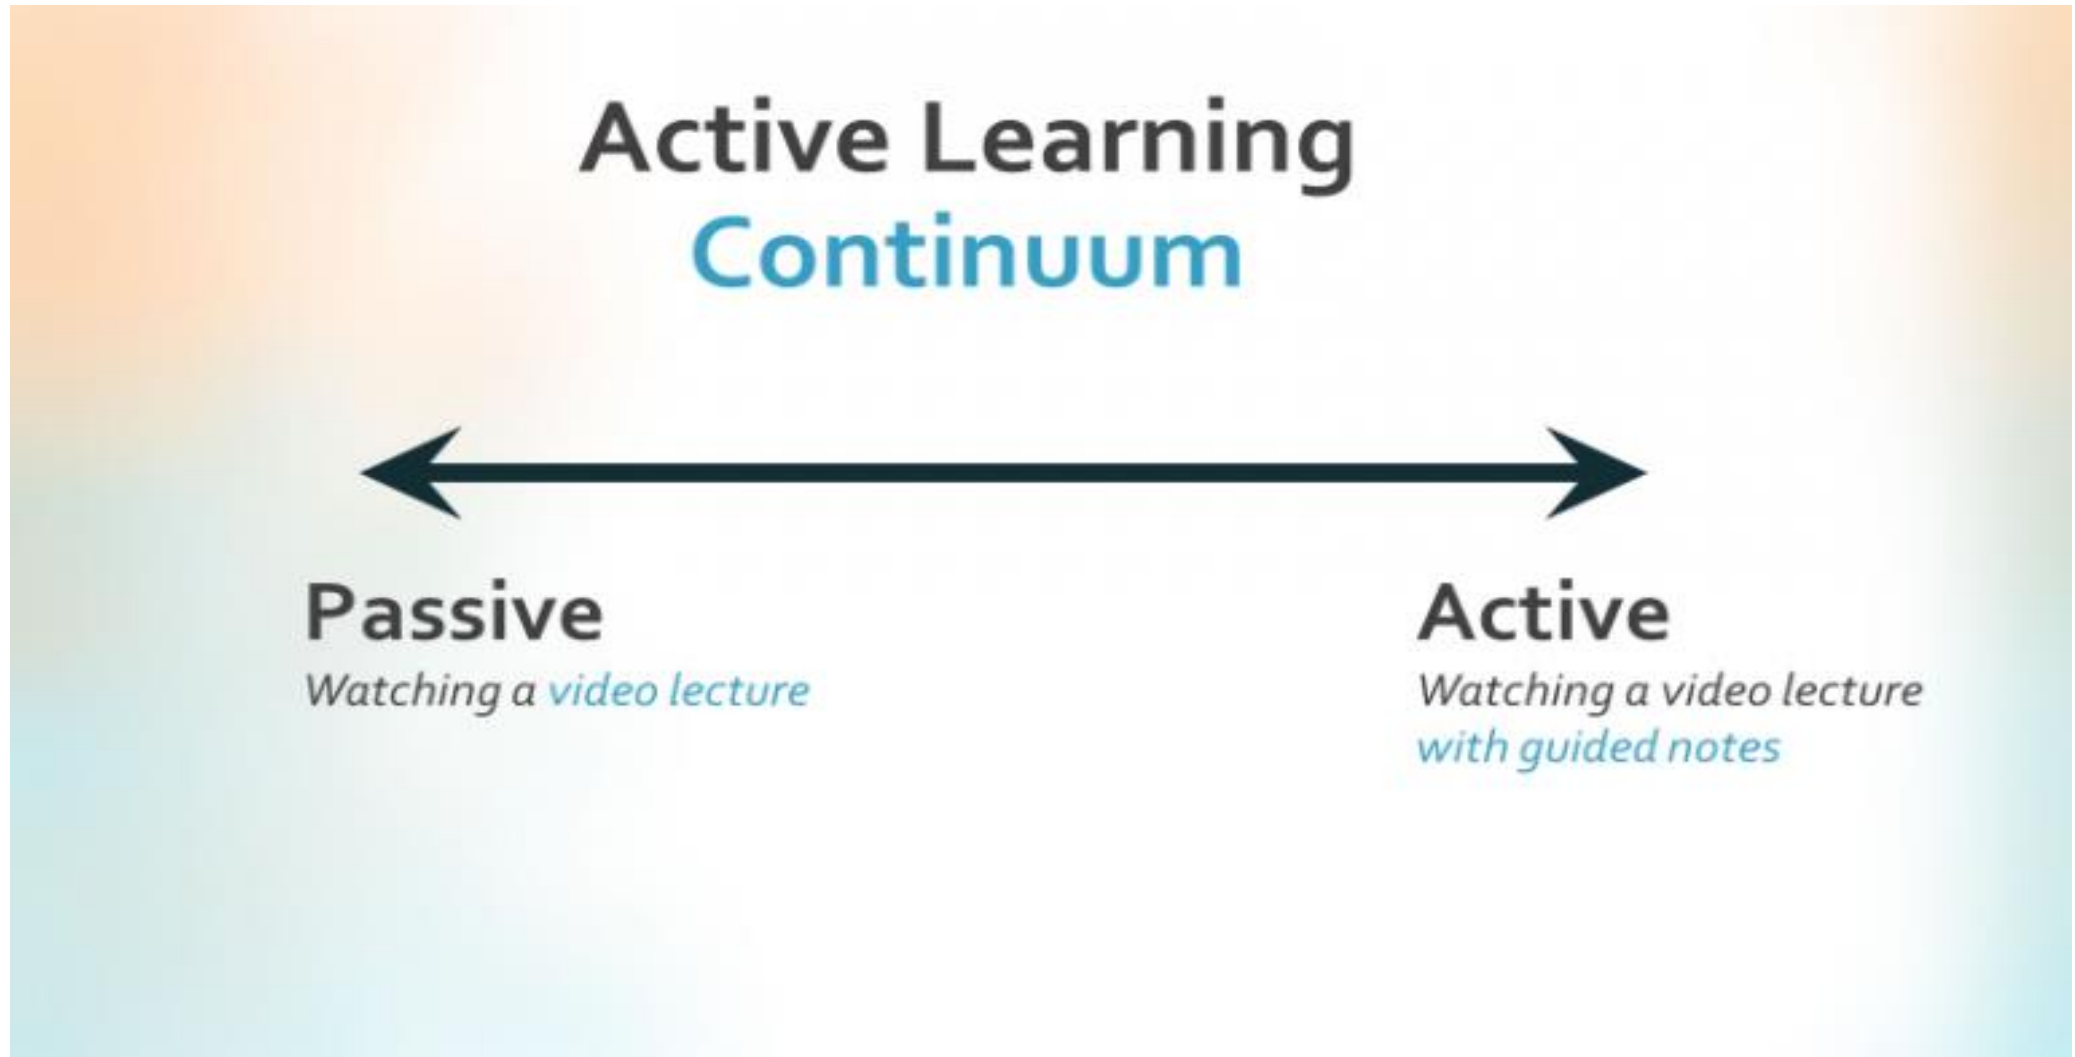 Active Learning
Continuum
Passive
Watching a video lecture
Active
Watching a video lecture
with guided notes